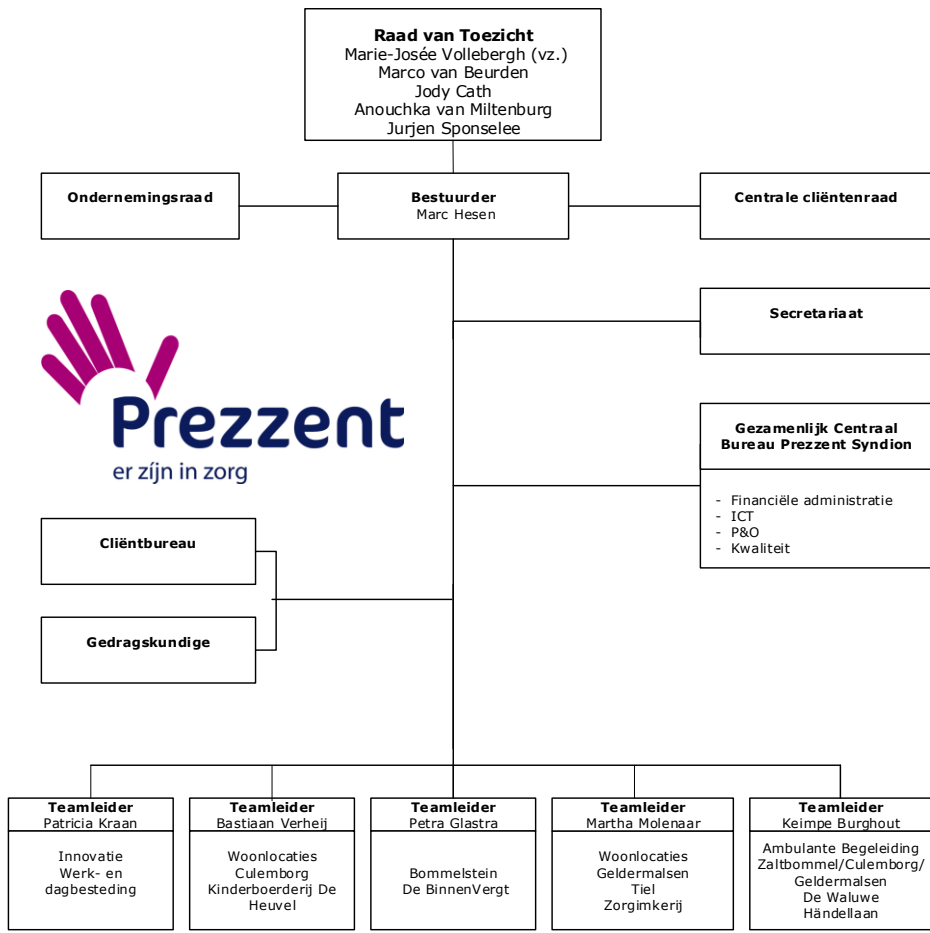 Raad van Toezicht
Marie-Josée Vollebergh (vz.)
Marco van Beurden
Jody Cath
Anouchka van Miltenburg
Jurjen Sponselee
Ondernemingsraad
Bestuurder
Marc Hesen
Centrale cliëntenraad
Secretariaat
Prezzent
er zíjn in zorg
Gezamenlijk Centraal
Bureau Prezzent Syndion
- Financiële administratie
- ICT
- P&O
- Kwaliteit
Cliëntbureau
Gedragskundige
Teamleider
Patricia Kraan
Innovatie
Werk- en
dagbesteding
Teamleider
Bastiaan Verheij
Woonlocaties
Culemborg
Kinderboerderij De
Heuvel
Teamleider
Petra Glastra
Bommelstein
De BinnenVergt
Teamleider
Martha Molenaar
Woonlocaties
Geldermalsen
Tiel
Zorgimkerij
Teamleider
Keimpe Burghout
Ambulante Begeleiding
Zaltbommel/Culemborg/
Geldermalsen
De Waluwe
Händellaan